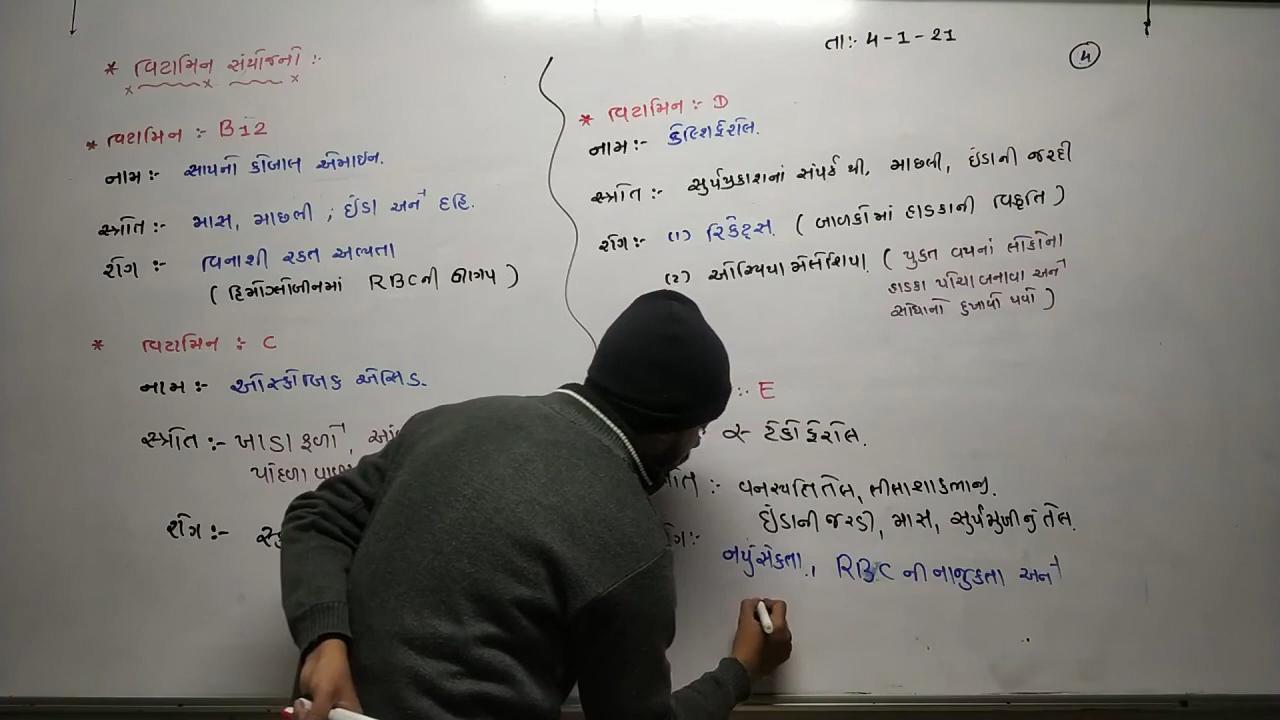 તા:- 4-1-21
4
* વિટામિન સંયોજનો :-
* વિટામિન :- B12
નામ :- સાયનો કોબાલ એમાઇન.
સ્ત્રોત :- માસ, માછલી ; ઈંડા અને દહિ.
રોગ :- વિનાશી રક્ત અલ્પતા
( હિમોગ્લોબીનમાં RBCની ઊણપ )
* વિટામિન :- C
નામ :- એસ્કોર્બિક એસિડ.
સ્ત્રોત :- ખાટા ફળો,
રોગ :-
* વિટામિન :- D
નામ :-
સ્ત્રોત :- સુર્યપ્રકાશનાં સંપર્ક થી, માછલી, ઈંડાની જરદી
રોગ :- (1) રિકેટ્સ. ( બાળકોમાં હાડકાની વિકૃતિ )
(2) ( પુક્ત વયનાં લોકોના
હાડકા પોચા બનાવા અને
સાંધાનો દુખાવો થવો )
:- E
α- ટેકોફેરોલ.
:- વનસ્પતિતેલ, લીલાશાકભાજી.
ઈંડાની જરદી, માસ, સુર્યમુખીનું તેલ.
નપુંસકતા, RBC ની નાજુકતા અને